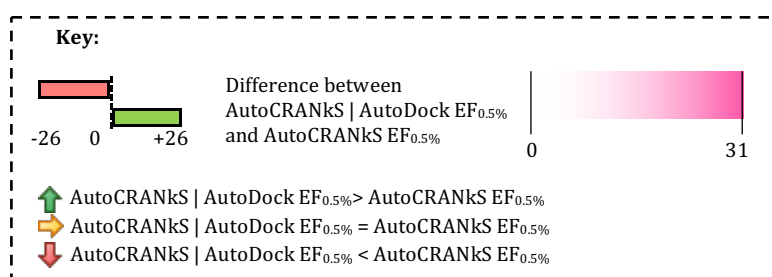 Key:
Difference between
AutoCRANkS | AutoDock EF0.5%
and AutoCRANkS EF0.5%
-26 0 +26
0 31
AutoCRANkS | AutoDock EF0.5%> AutoCRANkS EF0.5%
AutoCRANkS | AutoDock EF0.5% = AutoCRANkS EF0.5%
AutoCRANkS | AutoDock EF0.5% < AutoCRANkS EF0.5%